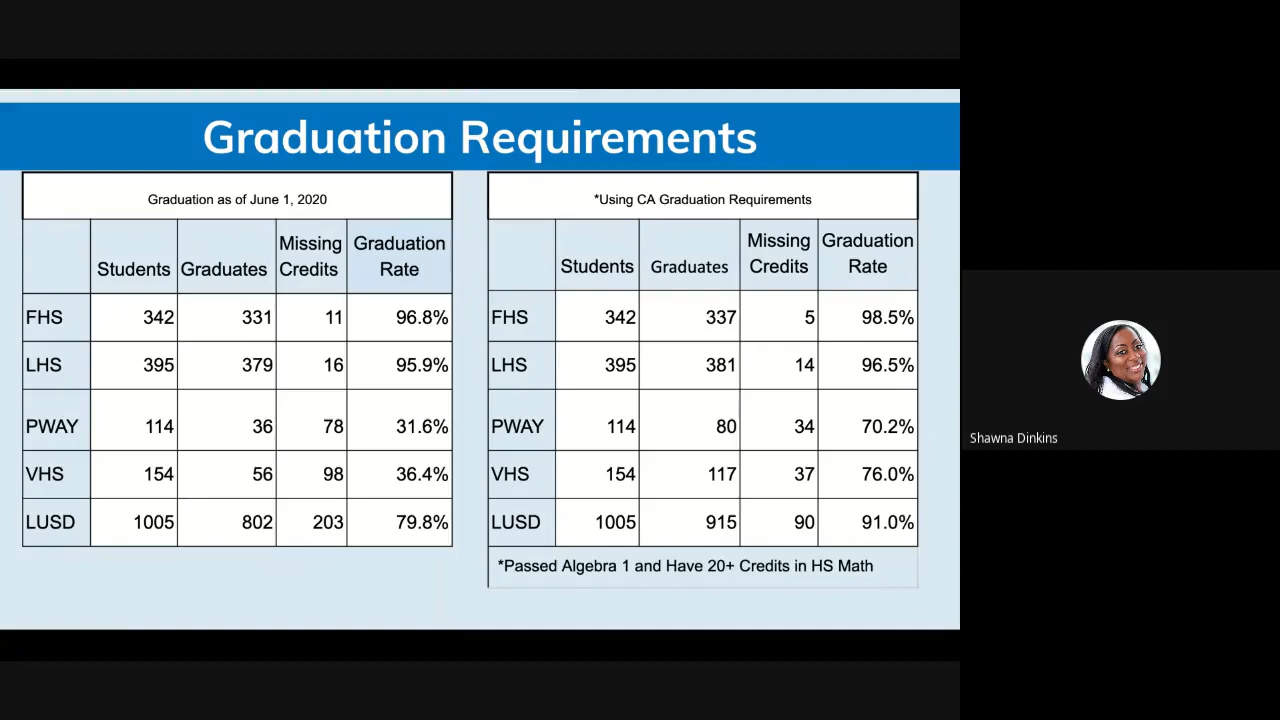 Graduation Requirements
Graduation as of June 1, 2020
Students Graduates Missing Credits Graduation Rate
FHS 342 331 11 96.8%
LHS 395 379 16 95.9%
PWAY 114 36 78 31.6%
VHS 154 56 98 36.4%
LUSD 1005 802 203 79.8%
*Using CA Graduation Requirements
Students Graduates Missing Credits Graduation Rate
FHS 342 337 5 98.5%
LHS 395 381 14 96.5%
PWAY 114 80 34 70.2%
VHS 154 117 37 76.0%
LUSD 1005 915 90 91.0%
*Passed Algebra 1 and Have 20+ Credits in HS Math
Shawna Dinkins